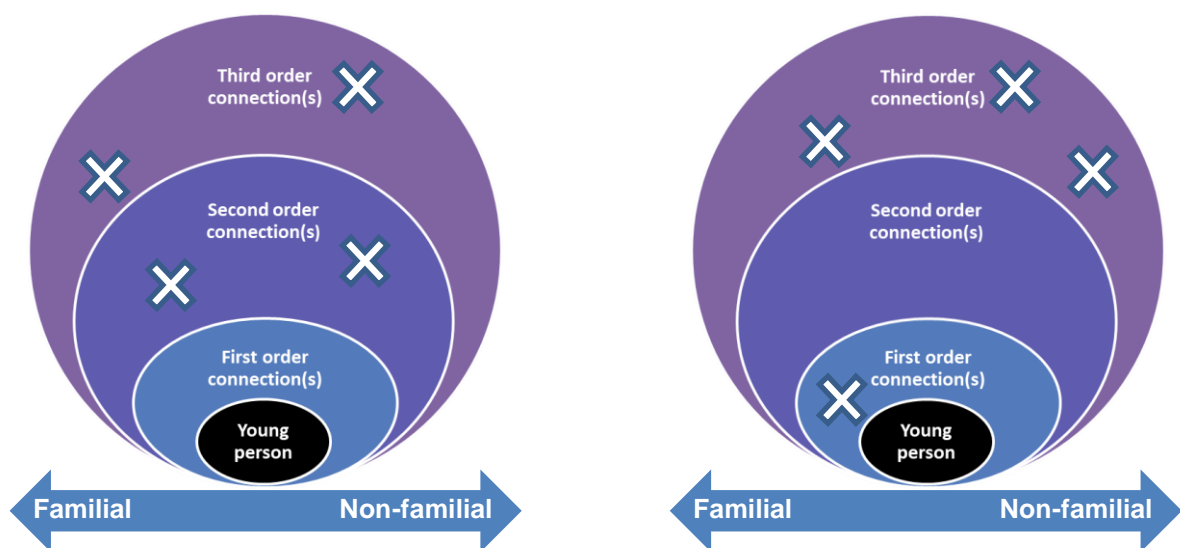 Third order
connection(s)
Second order
connection(s)
First order
connection(s)
Young
person
Familial
Non-familial
Third order
connection(s)
Second order
connection(s)
First order
connection(s)
Young
person
Familial
Non-familial